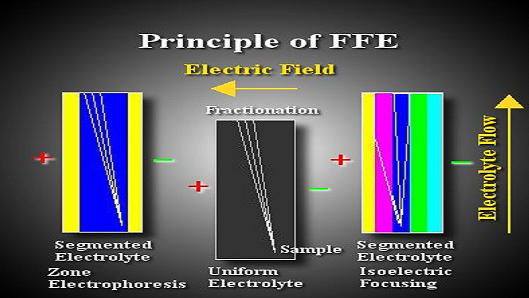 Principle of FFE
Electric Field
Fractionation
+
−
+
−
+
−
Electrolyte Flow
Sample
Segmented
Electrolyte
Zone
Electrophoresis
Uniform
Electrolyte
Segmented
Electrolyte
Isoelectric
Focusing